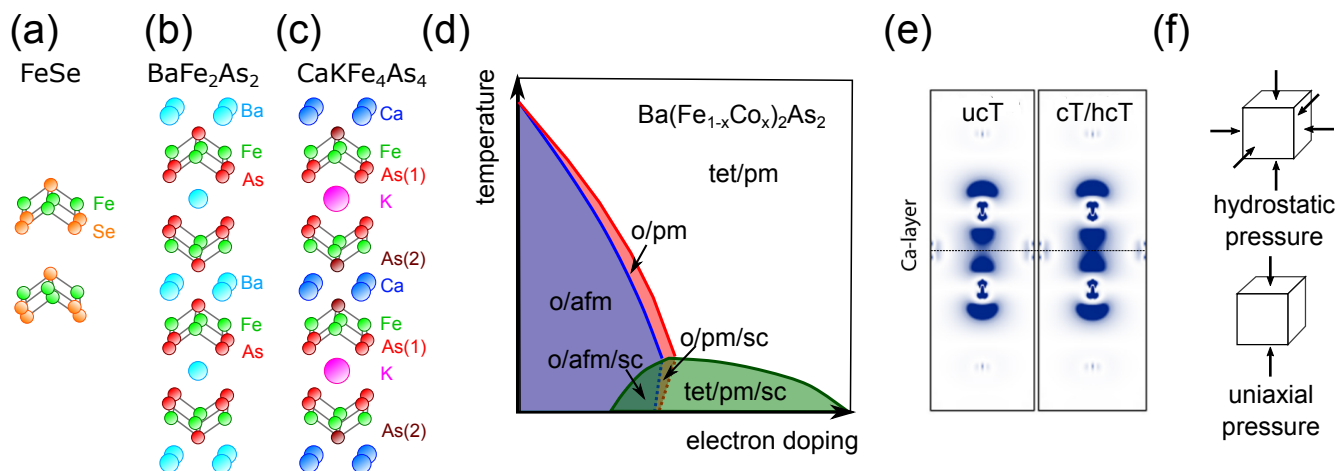 (a)
FeSe
Fe
Se
(b)
BaFe₂As₂
Ba
Fe
As
Ba
Fe
As
(c)
CaKFe₄As₄
Ca
Fe
As(1)
K
As(2)
Ca
Fe
As(1)
K
As(2)
(d)
temperature
Ba(Fe₁₋ₓCoₓ)₂As₂
tet/pm
o/pm
o/afm
o/pm/sc
o/afm/sc
tet/pm/sc
electron doping
(e)
ucT
cT/hcT
Ca-layer
(f)
hydrostatic
pressure
uniaxial
pressure